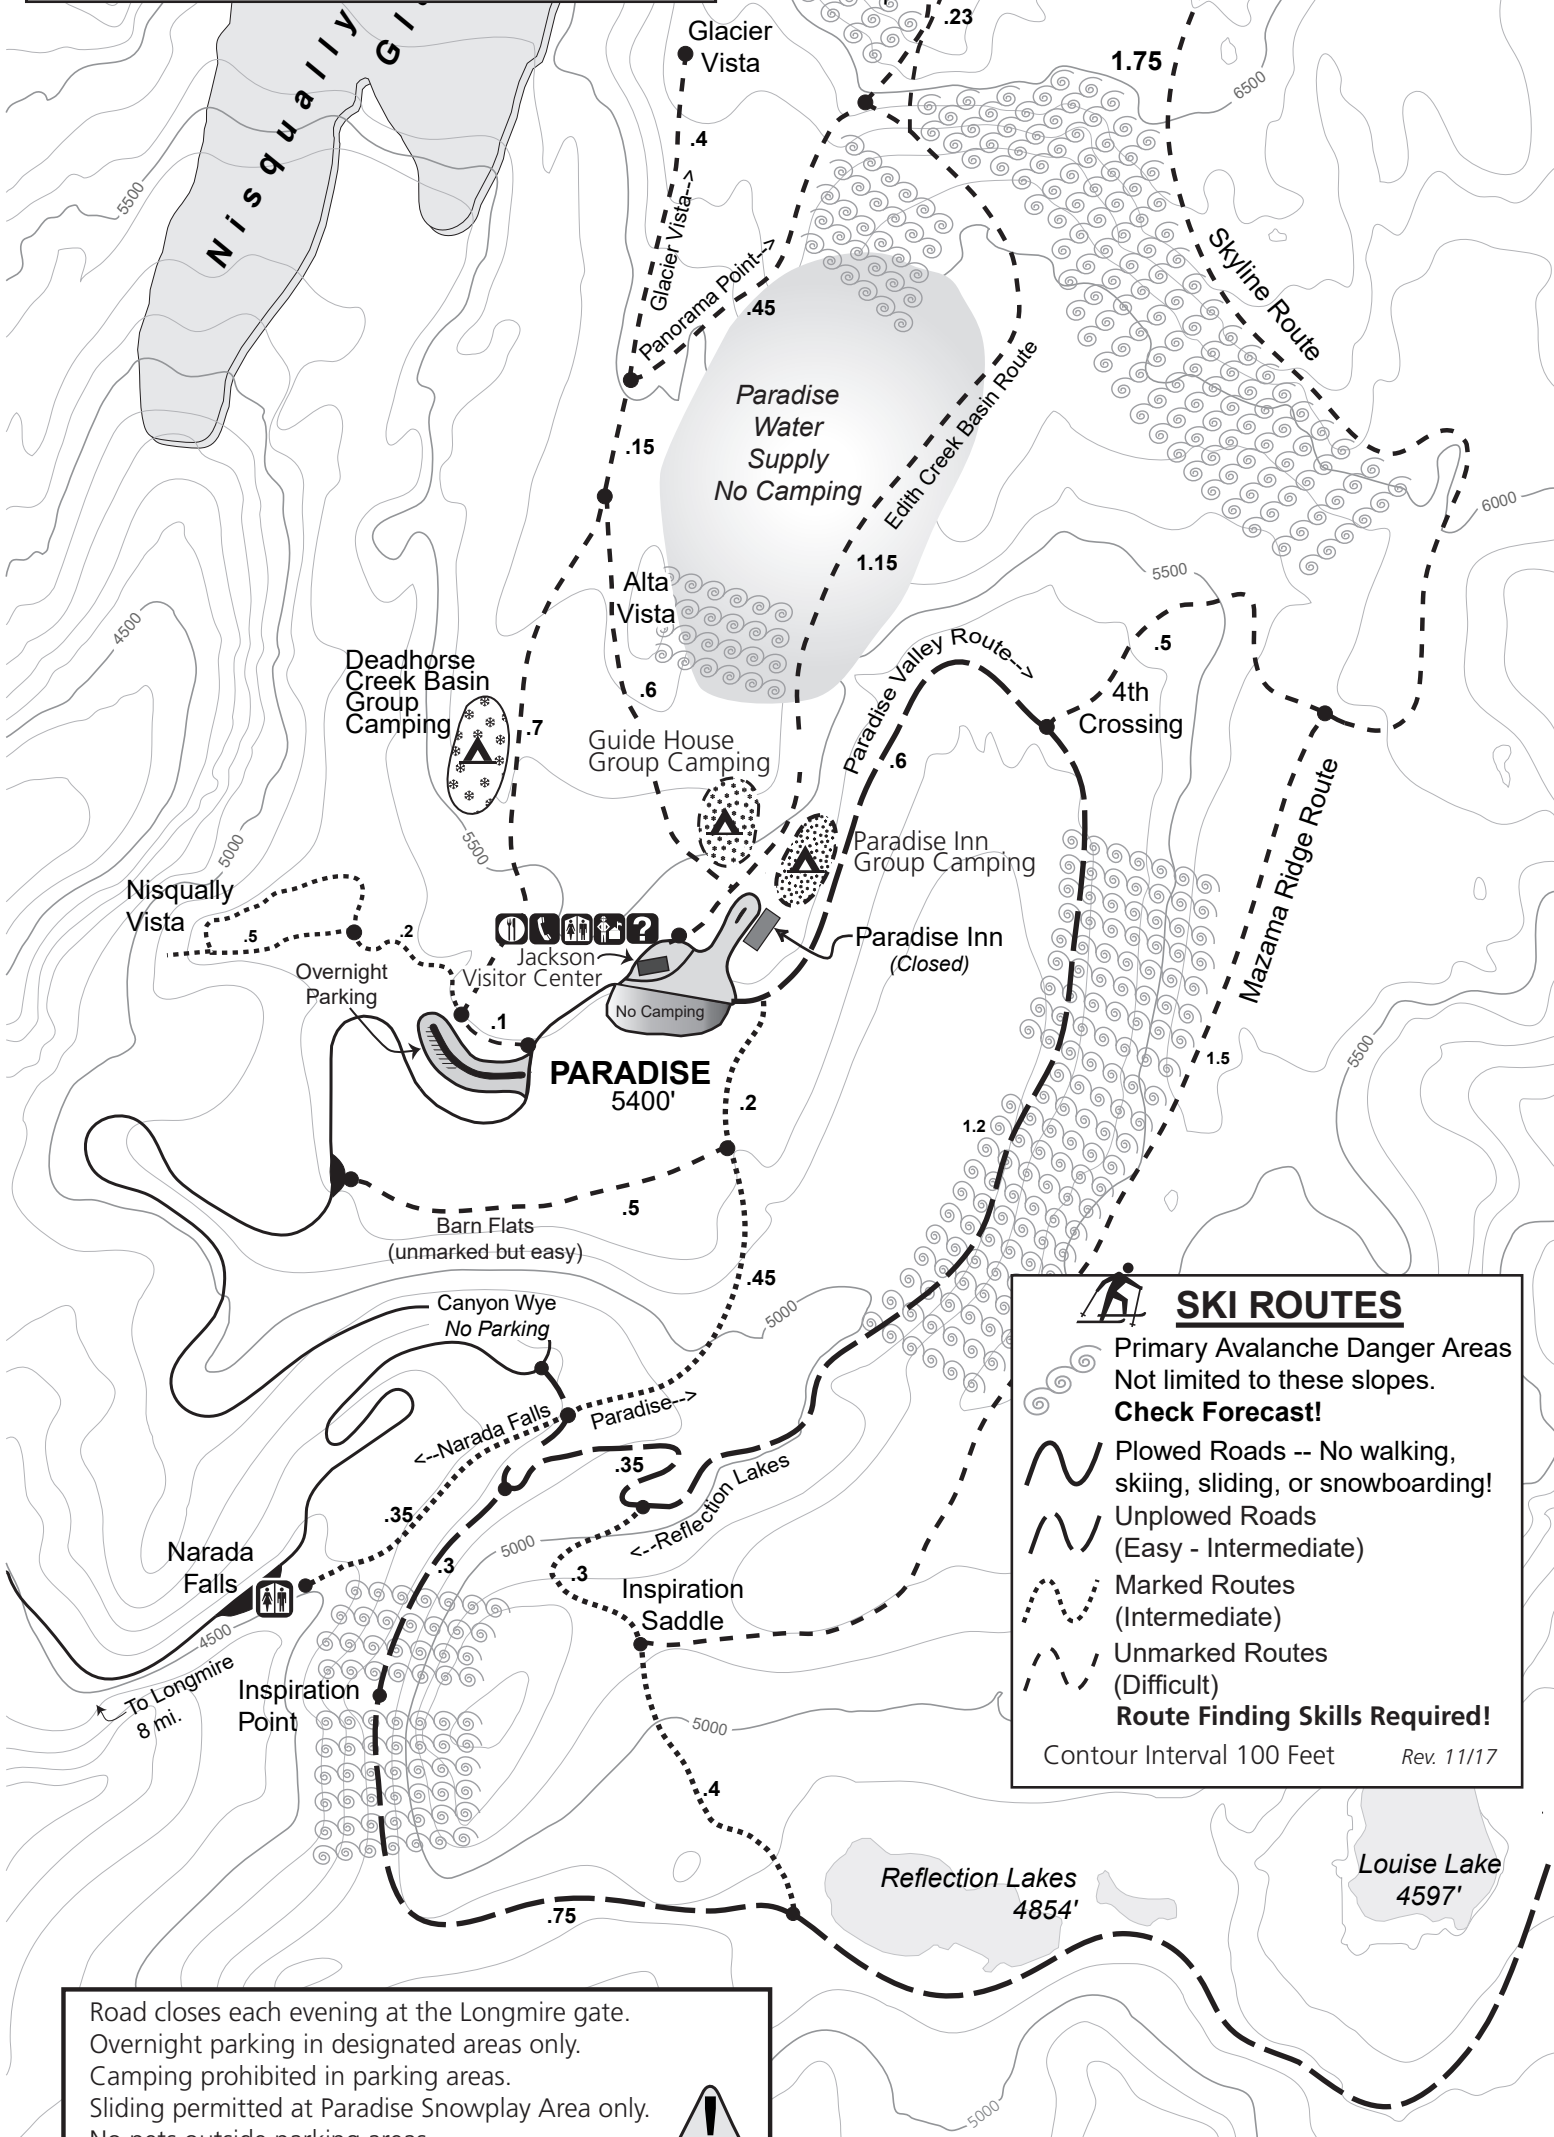 Nisqually
Gl
Glacier
Vista
.23
1.75
6500
.4
5500
Glacier Vista-->
Panorama Point-->
.45
Skyline Route
Paradise
Water
Supply
No Camping
Edith Creek Basin Route
.15
1.15
6000
5500
Alta
Vista
4500
Paradise Valley Route-->
.5
Deadhorse
Creek Basin
Group
Camping
.6
4th
Crossing
.7
Guide House
Group Camping
.6
Mazama Ridge Route
5000
5500
Paradise Inn
Group Camping
Nisqually
Vista
.5
.2
?
Paradise Inn
(Closed)
Jackson
Visitor Center
Overnight
Parking
No Camping
.1
PARADISE
5400'
1.5
5500
.2
1.2
.5
Barn Flats
(unmarked but easy)
.45
Canyon Wye
No Parking
5000
<--Narada Falls
Paradise-->
.35
<--Reflection Lakes
.35
5000
Narada
Falls
.3
.3
Inspiration
Saddle
4500
To Longmire
8 mi.
Inspiration
Point
5000
.4
SKI ROUTES
Primary Avalanche Danger Areas
Not limited to these slopes.
Check Forecast!
Plowed Roads -- No walking,
skiing, sliding, or snowboarding!
Unplowed Roads
(Easy - Intermediate)
Marked Routes
(Intermediate)
Unmarked Routes
(Difficult)
Route Finding Skills Required!
Contour Interval 100 Feet
Rev. 11/17
Reflection Lakes
4854'
Louise Lake
4597'
.75
Road closes each evening at the Longmire gate.
Overnight parking in designated areas only.
Camping prohibited in parking areas.
Sliding permitted at Paradise Snowplay Area only.
No pets outside parking areas.
!
5000